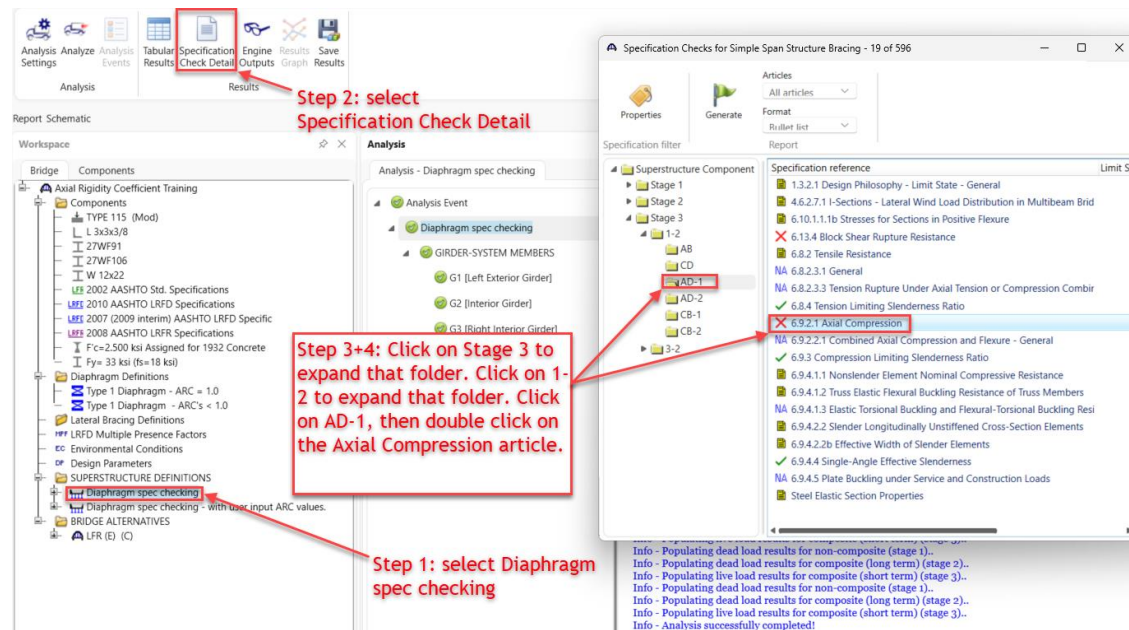 Analysis Settings
Analyze
Analysis Events
Tabular Results
Specification Check Detail
Engine Outputs
Results Graph
Save Results
Analysis
Results
Step 2: select
Specification Check Detail
Report Schematic
Workspace
Bridge
Components
Axial Rigidity Coefficient Training
Components
TYPE 115 (Mod)
L 3x3x3/8
27WF91
27WF106
W 12x22
2002 AASHTO Std. Specifications
2010 AASHTO LRFD Specifications
2007 (2009 interim) AASHTO LRFD Specific
2008 AASHTO LRFR Specifications
F'c=2.500 ksi Assigned for 1932 Concrete
Fy= 33 ksi (fs=18 ksi)
Diaphragm Definitions
Type 1 Diaphragm - ARC = 1.0
Type 1 Diaphragm - ARC's < 1.0
Lateral Bracing Definitions
MPF LRFD Multiple Presence Factors
EC Environmental Conditions
DP Design Parameters
SUPERSTRUCTURE DEFINITIONS
Diaphragm spec checking
Diaphragm spec checking - with user input ARC values.
BRIDGE ALTERNATIVES
LFR (E) (C)
Step 1: select Diaphragm
spec checking
Analysis
Analysis - Diaphragm spec checking
Analysis Event
Diaphragm spec checking
GIRDER-SYSTEM MEMBERS
G1 [Left Exterior Girder]
G2 [Interior Girder]
G3 [Right Interior Girder]
Step 3+4: Click on Stage 3 to
expand that folder. Click on 1-
2 to expand that folder. Click
on AD-1, then double click on
the Axial Compression article.
Specification Checks for Simple Span Structure Bracing - 19 of 596
Properties
Generate
Articles
All articles
Format
Bullet list
Specification filter
Report
Superstructure Component
Stage 1
Stage 2
Stage 3
1-2
AB
CD
AD-1
AD-2
CB-1
CB-2
3-2
Specification reference
Limit S
1.3.2.1 Design Philosophy - Limit State - General
4.6.2.7.1 I-Sections - Lateral Wind Load Distribution in Multibeam Brid
6.10.1.1.1b Stresses for Sections in Positive Flexure
6.13.4 Block Shear Rupture Resistance
6.8.2 Tensile Resistance
NA 6.8.2.3.1 General
NA 6.8.2.3.3 Tension Rupture Under Axial Tension or Compression Combir
6.8.4 Tension Limiting Slenderness Ratio
6.9.2.1 Axial Compression
NA 6.9.2.2.1 Combined Axial Compression and Flexure - General
6.9.3 Compression Limiting Slenderness Ratio
6.9.4.1.1 Nonslender Element Nominal Compressive Resistance
6.9.4.1.2 Truss Elastic Flexural Buckling Resistance of Truss Members
NA 6.9.4.1.3 Elastic Torsional Buckling and Flexural-Torsional Buckling Resi
6.9.4.2.2 Slender Longitudinally Unstiffened Cross-Section Elements
6.9.4.2.2b Effective Width of Slender Elements
6.9.4.4 Single-Angle Effective Slenderness
NA 6.9.4.5 Plate Buckling under Service and Construction Loads
Steel Elastic Section Properties
Info - Populating live load results for composite (short term) (stage 3)..
Info - Populating dead load results for non-composite (stage 1)..
Info - Populating dead load results for composite (long term) (stage 2)..
Info - Populating live load results for composite (short term) (stage 3)..
Info - Populating dead load results for non-composite (stage 1)..
Info - Populating dead load results for composite (long term) (stage 2)..
Info - Populating live load results for composite (short term) (stage 3)..
Info - Analysis successfully completed!